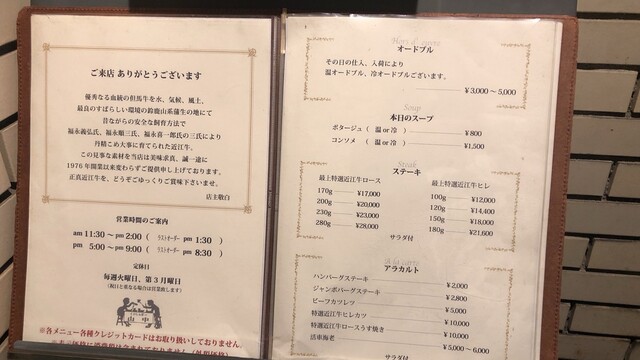 ご来店 ありがとうございます
優秀なる血統の但馬牛を水、気候、風土、
最良のすばらしい環境の鈴鹿山系蒲生の地にて
昔ながらの安全な飼育方法で
福永義弘氏、福永順三氏、福永喜一郎氏の三氏により
丹精こめ大事に育てられた近江牛、
この見事な素材を当店は美味求真、誠一途に
1976年開業以来変わらずご提供申し上げております。
正真近江牛を、どうぞごゆっくりご賞味下さいませ。
店主敬白
営業時間のご案内
am 11:30 ～ pm 2:00 ( ラストオーダー pm 1:30 )
pm 5:00 ～ pm 9:00 ( ラストオーダー pm 8:30 )
定休日
毎週火曜日、第3月曜日
(祝日と重なる場合は営業致します)
山中
※各メニュー各種クレジットカードはお取り扱いしておりません。
Hors d'oeuvre
オードブル
その日の仕入、入荷により
温オードブル、冷オードブルございます。
¥3,000～5,000
Soup
本日のスープ
ポタージュ ( 温 or 冷 ) ¥800
コンソメ ( 温 or 冷 ) ¥1,500
Steak
ステーキ
最上特選近江牛ロース
170g ¥17,000
200g ¥20,000
230g ¥23,000
280g ¥28,000
最上特選近江牛ヒレ
100g ¥12,000
120g ¥14,400
150g ¥18,000
180g ¥21,600
サラダ付
A la carte
アラカルト
ハンバーグステーキ ¥2,000
ジャンボバーグステーキ ¥2,800
ビーフカツレツ ¥5,000
特選近江牛ヒレカツ ¥10,000
特選近江牛ロースうす焼き ¥10,000
活車海老 ¥5,000～6,000
サラダ付